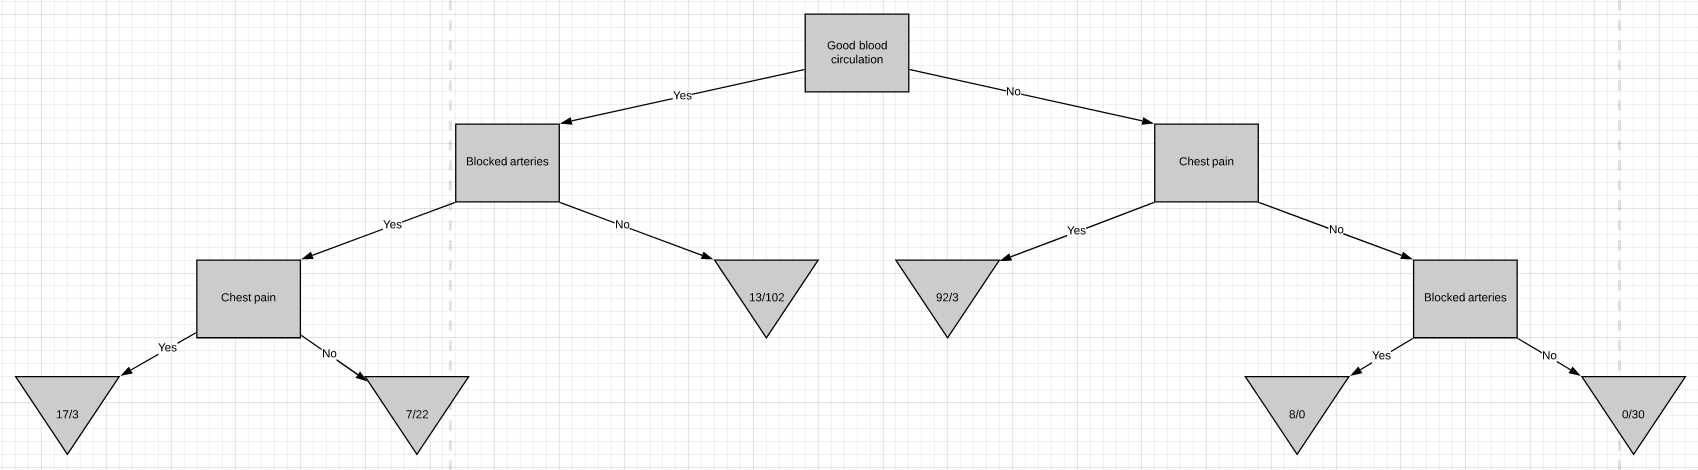 Good blood
circulation
Yes
No
Blocked arteries
Chest pain
Yes
No
Yes
No
Chest pain
13/102
92/3
Blocked arteries
Yes
No
Yes
No
17/3
7/22
8/0
0/30